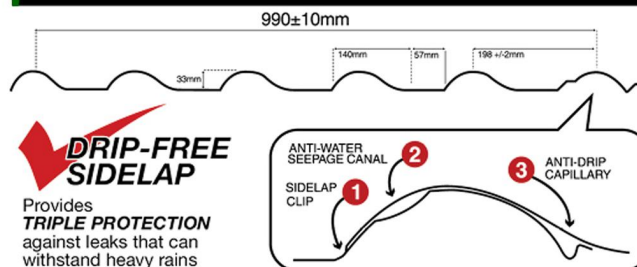 990±10mm
140mm
57mm
198 +/-2mm
33mm
DRIP-FREE
SIDELAP
Provides
TRIPLE PROTECTION
against leaks that can
withstand heavy rains
ANTI-WATER
SEEPAGE CANAL
2
SIDELAP
CLIP
1
3
ANTI-DRIP
CAPILLARY